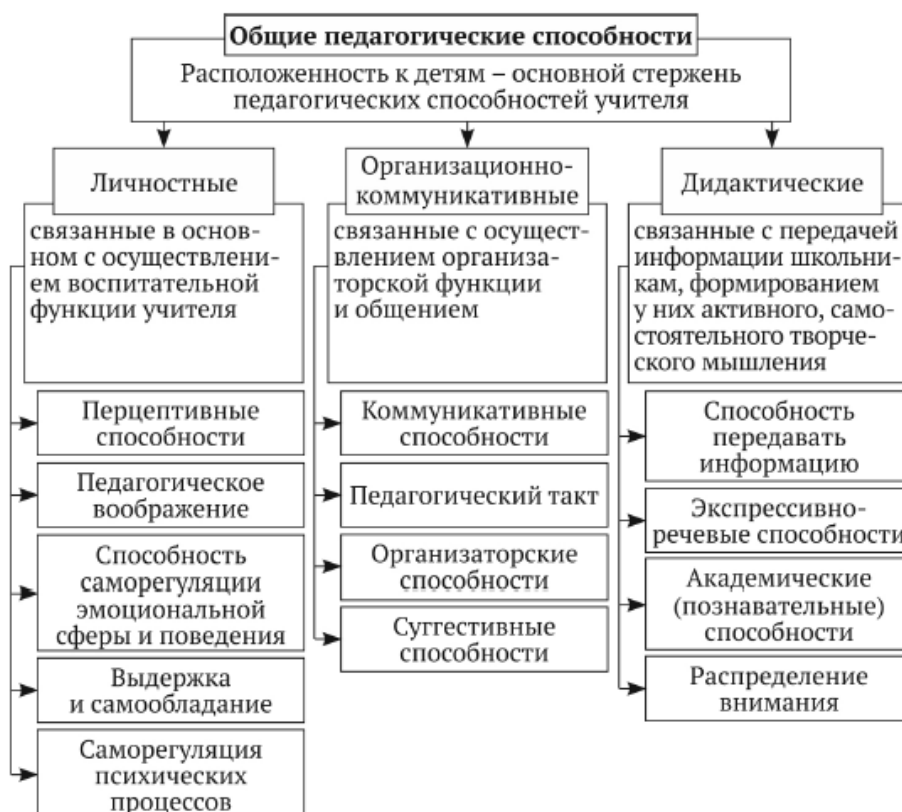 Общие педагогические способности
Расположенность к детям – основной стержень
педагогических способностей учителя
Личностные
связанные в основ-
ном с осуществлени-
ем воспитательной
функции учителя
Перцептивные
способности
Педагогическое
воображение
Способность
саморегуляции
эмоциональной
сферы и поведения
Выдержка
и самообладание
Саморегуляция
психических
процессов
Организационно-
коммуникативные
связанные с осущест-
влением организа-
торской функции
и общением
Коммуникативные
способности
Педагогический такт
Организаторские
способности
Суггестивные
способности
Дидактические
связанные с передачей
информации школьни-
кам, формированием
у них активного, само-
стоятельного творче-
ского мышления
Способность
передавать
информацию
Экспрессивно-
речевые способности
Академические
(познавательные)
способности
Распределение
внимания